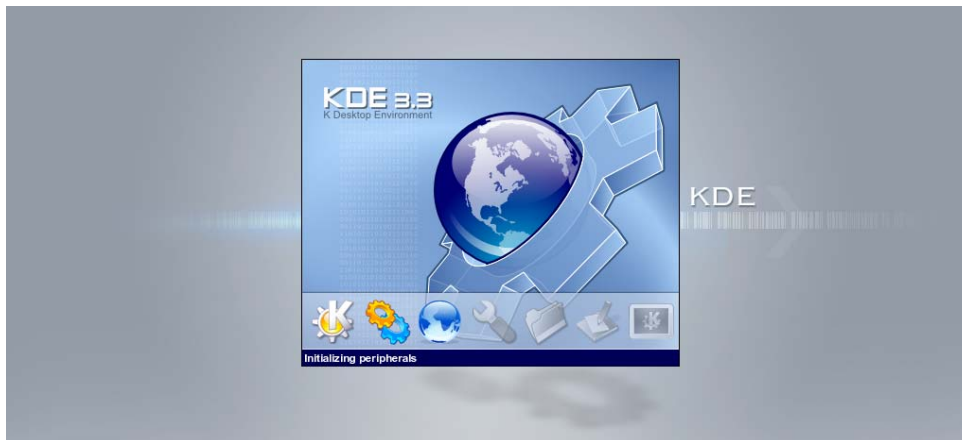 KDE 3.3
K Desktop Environment
KDE
Initializing peripherals